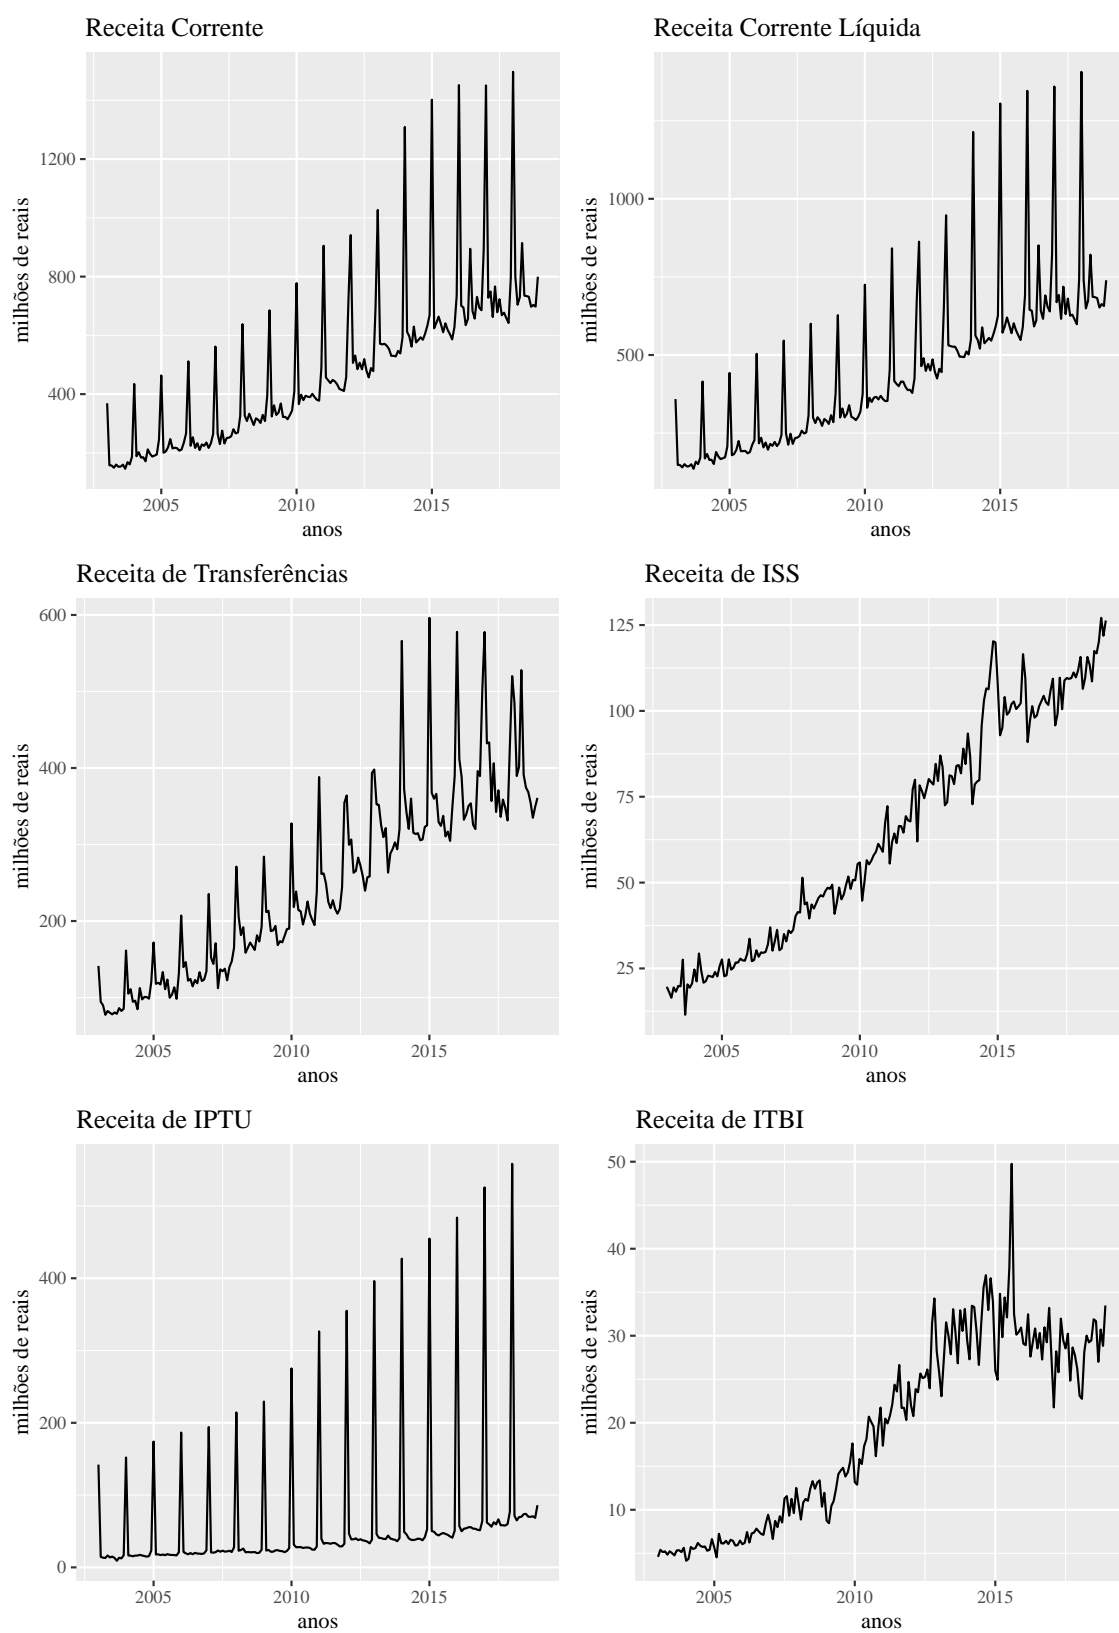 Receita Corrente
milhões de reais
1200
800
400
2005 2010 2015
anos
Receita Corrente Líquida
milhões de reais
1000
500
2005 2010 2015
anos
Receita de Transferências
milhões de reais
600
400
200
2005 2010 2015
anos
Receita de ISS
milhões de reais
125
100
75
50
25
2005 2010 2015
anos
Receita de IPTU
milhões de reais
400
200
0
2005 2010 2015
anos
Receita de ITBI
milhões de reais
50
40
30
20
10
2005 2010 2015
anos